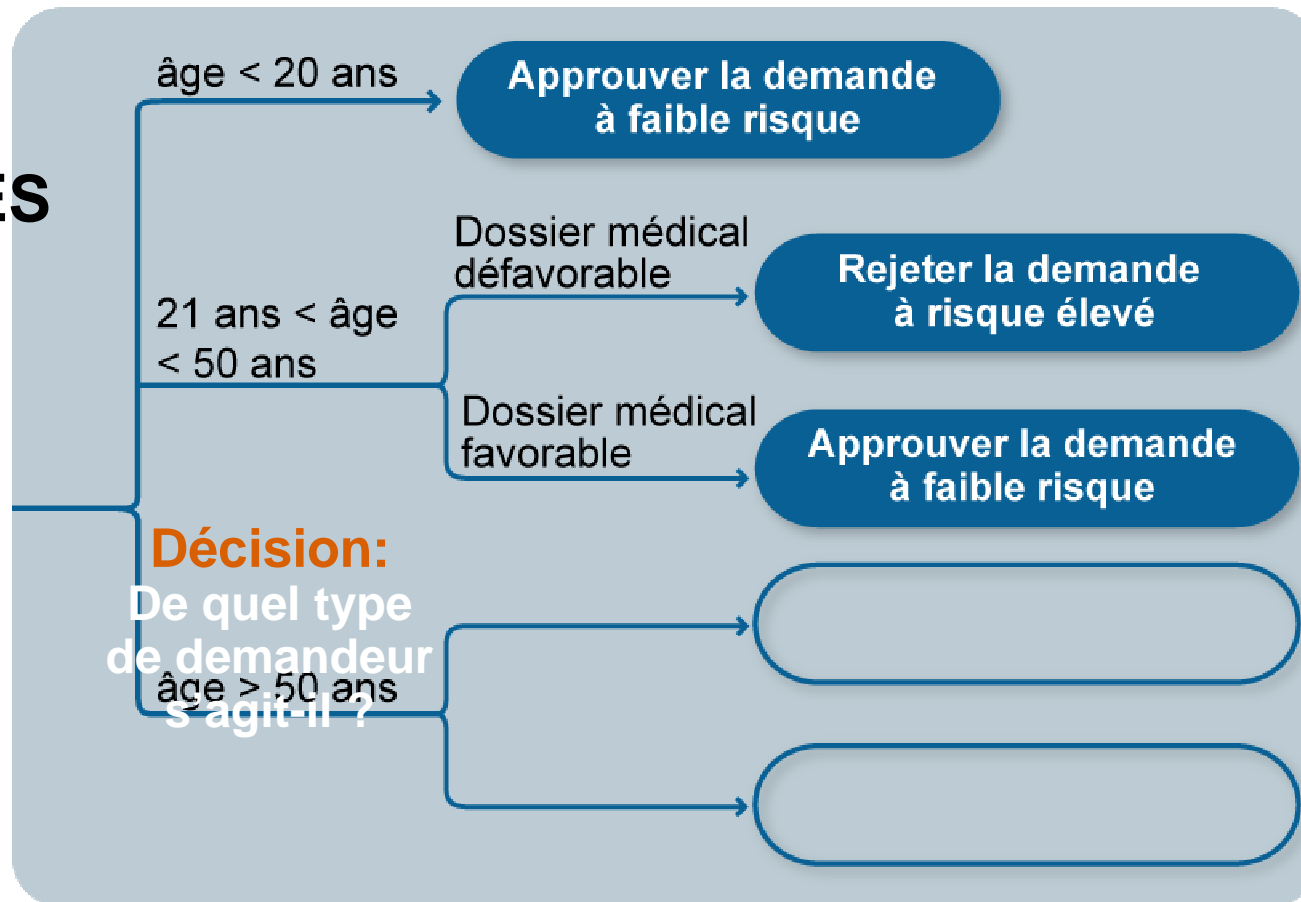 âge < 20 ans
Approuver la demande
à faible risque
ES
Dossier médical
défavorable
Rejeter la demande
à risque élevé
21 ans < âge
< 50 ans
Dossier médical
favorable
Approuver la demande
à faible risque
Décision:
De quel type
de demandeur
s'agit-il ?
âge > 50 ans